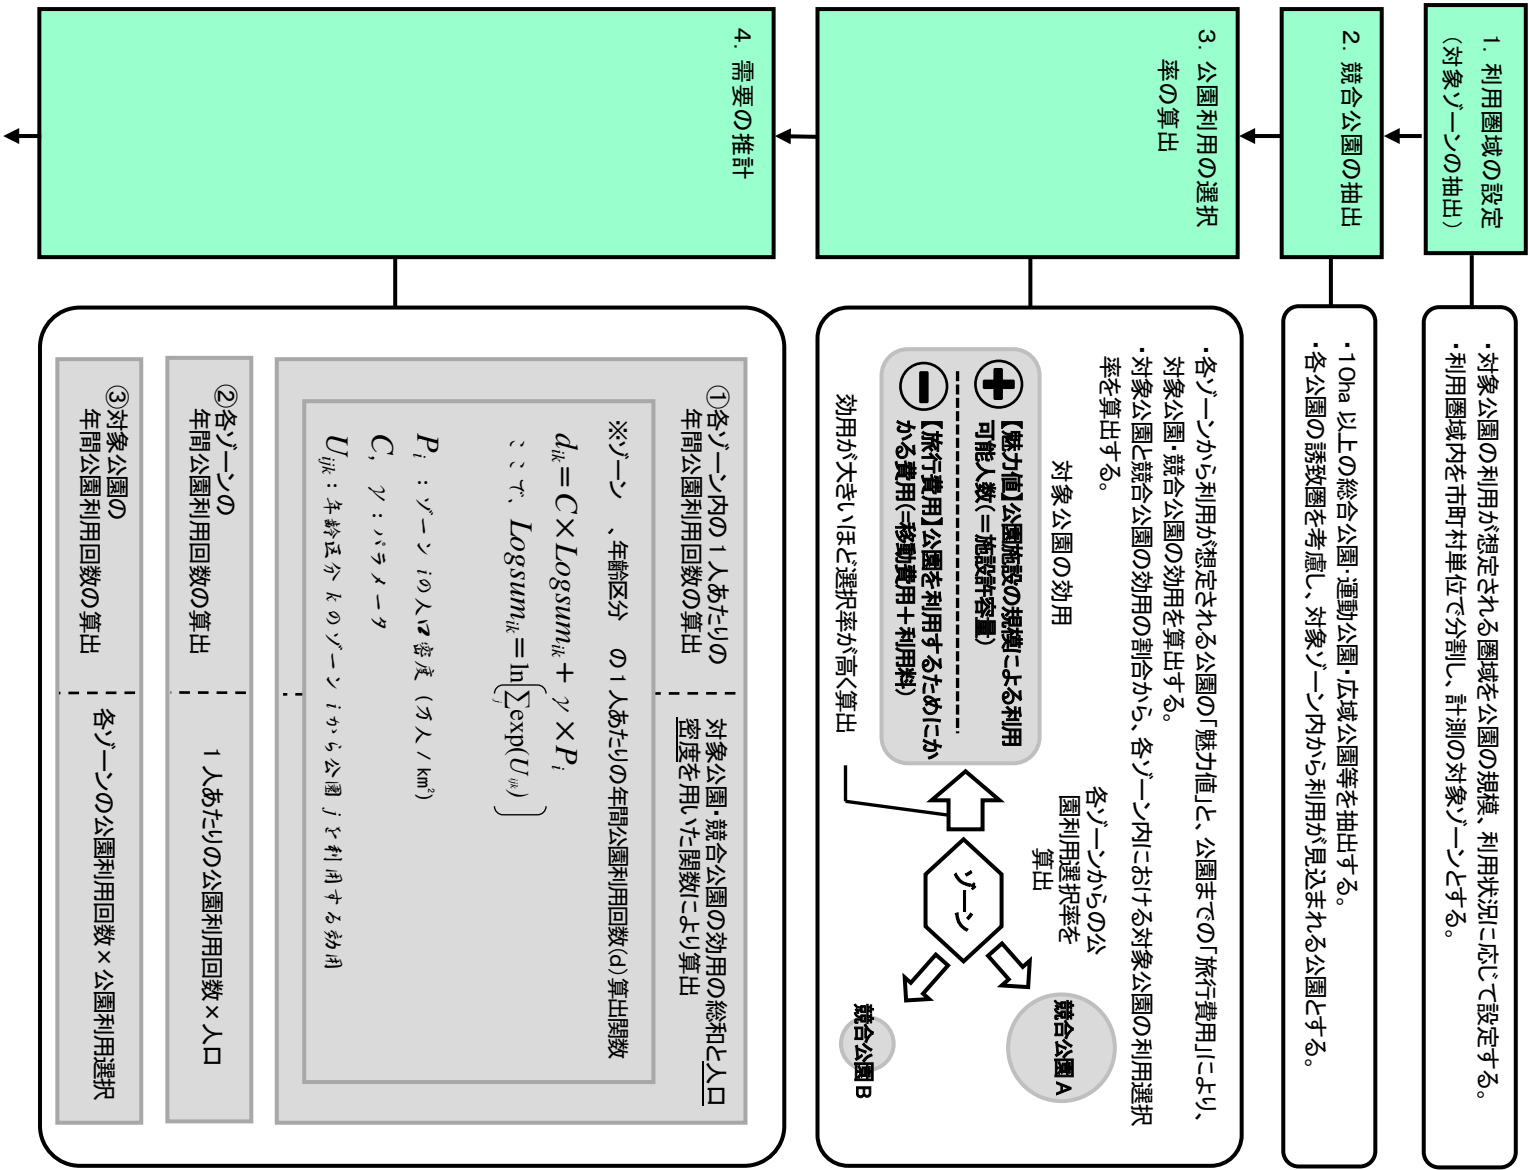 1. 利用圏域の設定
（対象ゾーンの抽出）
・対象公園の利用が想定される圏域を公園の規模、利用状況に応じて設定する。
・利用圏域内を市町村単位で分割し、計測の対象ゾーンとする。
2. 競合公園の抽出
・10ha 以上の総合公園・運動公園・広域公園等を抽出する。
・各公園の誘致圏を考慮し、対象ゾーン内から利用が見込まれる公園とする。
3. 公園利用の選択
率の算出
・各ゾーンから利用が想定される公園の「魅力値」と、公園までの「旅行費用」により、
対象公園・競合公園の効用を算出する。
・対象公園と競合公園の効用の割合から、各ゾーン内における対象公園の利用選択
率を算出する。
対象公園の効用
【魅力値】公園施設の規模による利用
可能人数（＝施設許容量）
【旅行費用】公園を利用するためにか
かる費用（＝移動費用＋利用料）
効用が大きいほど選択率が高く算出
各ゾーンからの公
園利用選択率を
算出
ゾーン
競合公園 A
競合公園 B
4. 需要の推計
①各ゾーン内の１人あたりの
年間公園利用回数の算出
対象公園・競合公園の効用の総和と人口
密度を用いた関数により算出
※ゾーン　、年齢区分　の１人あたりの年間公園利用回数(d)算出関数
d_ik = C × Logsum_ik + γ × P_i
ここで、Logsum_ik = ln(∑_j exp(U_ijk))
P_i：ゾーン i の人口密度（万人／km²）
C, γ：パラメータ
U_ijk：年齢区分 k のゾーン i から公園 j を利用する効用
②各ゾーンの
年間公園利用回数の算出
１人あたりの公園利用回数×人口
③対象公園の
年間公園利用回数の算出
各ゾーンの公園利用回数×公園利用選択